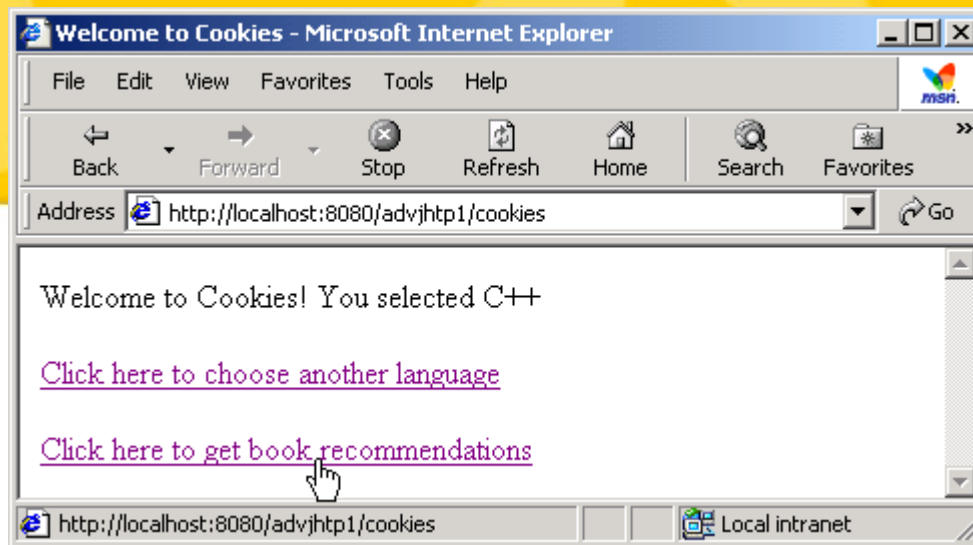 Welcome to Cookies - Microsoft Internet Explorer
File Edit View Favorites Tools Help
msn.
Back Forward Stop Refresh Home Search Favorites »
Address http://localhost:8080/advjhtp1/cookies Go
Welcome to Cookies! You selected C++
Click here to choose another language
Click here to get book recommendations
http://localhost:8080/advjhtp1/cookies Local intranet